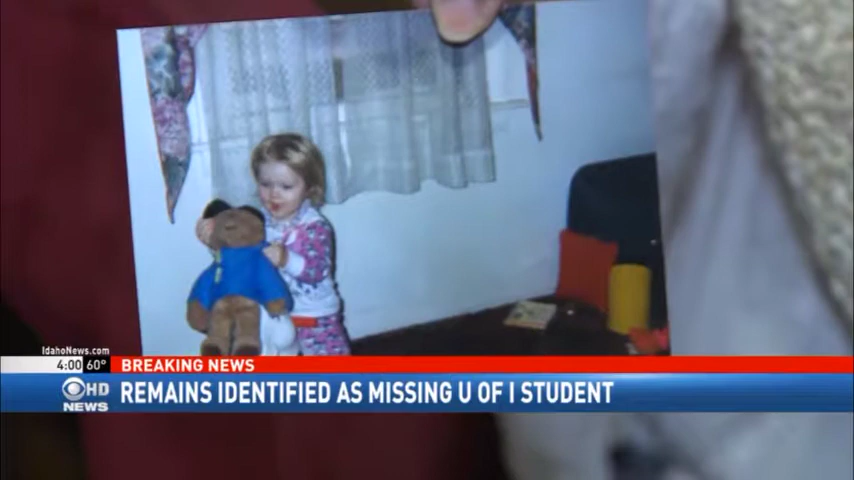 IdahoNews.com
4:00 60°
BREAKING NEWS
HD
NEWS
REMAINS IDENTIFIED AS MISSING U OF I STUDENT